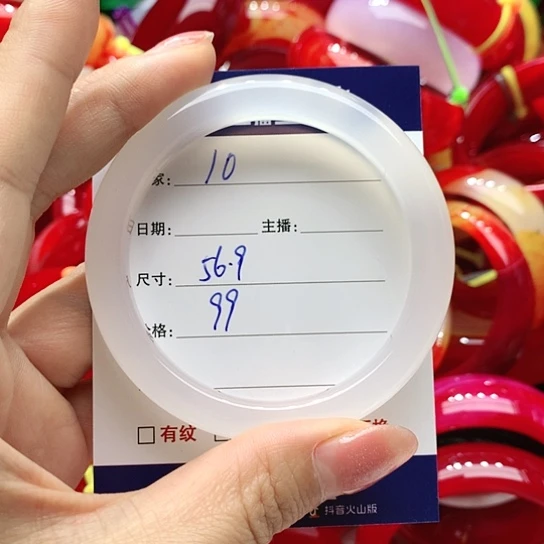 家: 10
日期: 主播:
尺寸: 56.9
格: 99
有纹
抖音火山版